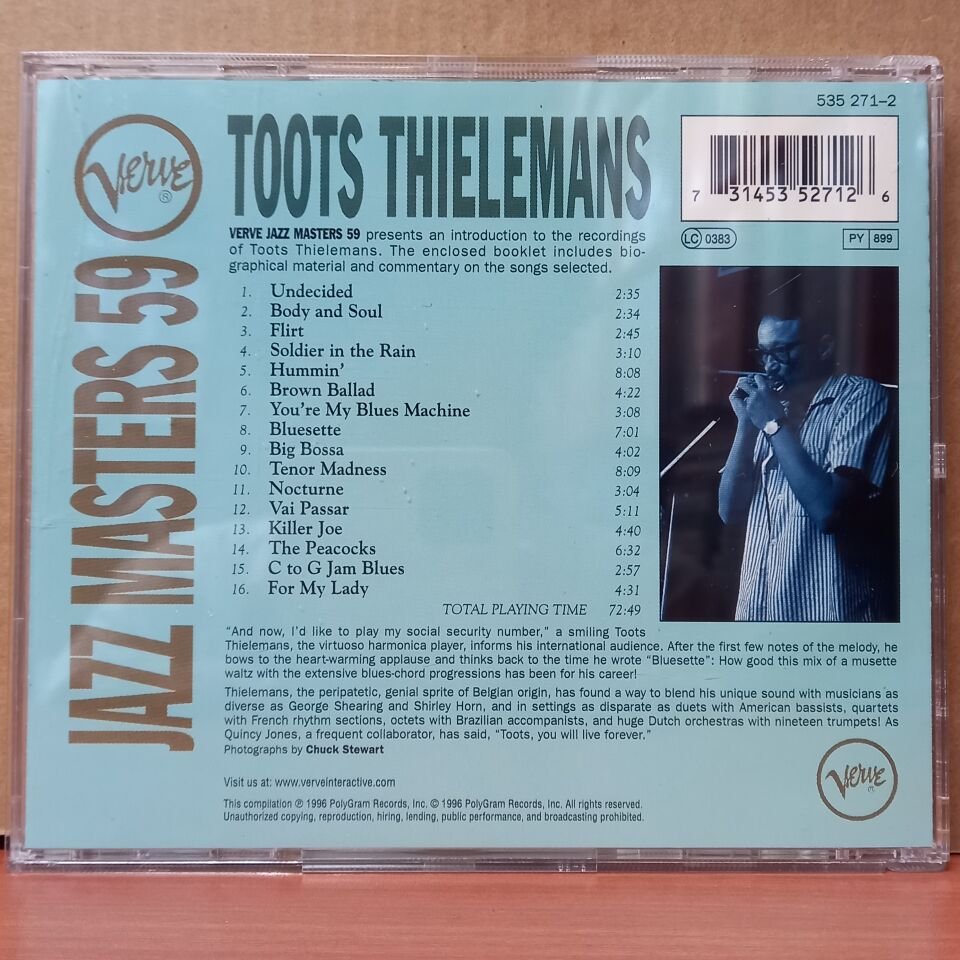 535 271-2
Verve ®
TOOTS THIELEMANS
7 31453 52712 6
LC 0383
PY 899
JAZZ MASTERS 59
VERVE JAZZ MASTERS 59 presents an introduction to the recordings
of Toots Thielemans. The enclosed booklet includes bio-
graphical material and commentary on the songs selected.
1. Undecided 2:35
2. Body and Soul 2:34
3. Flirt 2:45
4. Soldier in the Rain 3:10
5. Hummin' 8:08
6. Brown Ballad 4:22
7. You're My Blues Machine 3:08
8. Bluesette 7:01
9. Big Bossa 4:02
10. Tenor Madness 8:09
11. Nocturne 3:04
12. Vai Passar 5:11
13. Killer Joe 4:40
14. The Peacocks 6:32
15. C to G Jam Blues 2:57
16. For My Lady 4:31
TOTAL PLAYING TIME 72:49
"And now, I'd like to play my social security number," a smiling Toots
Thielemans, the virtuoso harmonica player, informs his international audience. After the first few notes of the melody, he
bows to the heart-warming applause and thinks back to the time he wrote "Bluesette": How good this mix of a musette
waltz with the extensive blues-chord progressions has been for his career!
Thielemans, the peripatetic, genial sprite of Belgian origin, has found a way to blend his unique sound with musicians as
diverse as George Shearing and Shirley Horn, and in settings as disparate as duets with American bassists, quartets
with French rhythm sections, octets with Brazilian accompanists, and huge Dutch orchestras with nineteen trumpets! As
Quincy Jones, a frequent collaborator, has said, "Toots, you will live forever."
Photographs by Chuck Stewart
Visit us at: www.verveinteractive.com
This compilation ℗ 1996 PolyGram Records, Inc. © 1996 PolyGram Records, Inc. All rights reserved.
Unauthorized copying, reproduction, hiring, lending, public performance, and broadcasting prohibited.
Verve ®